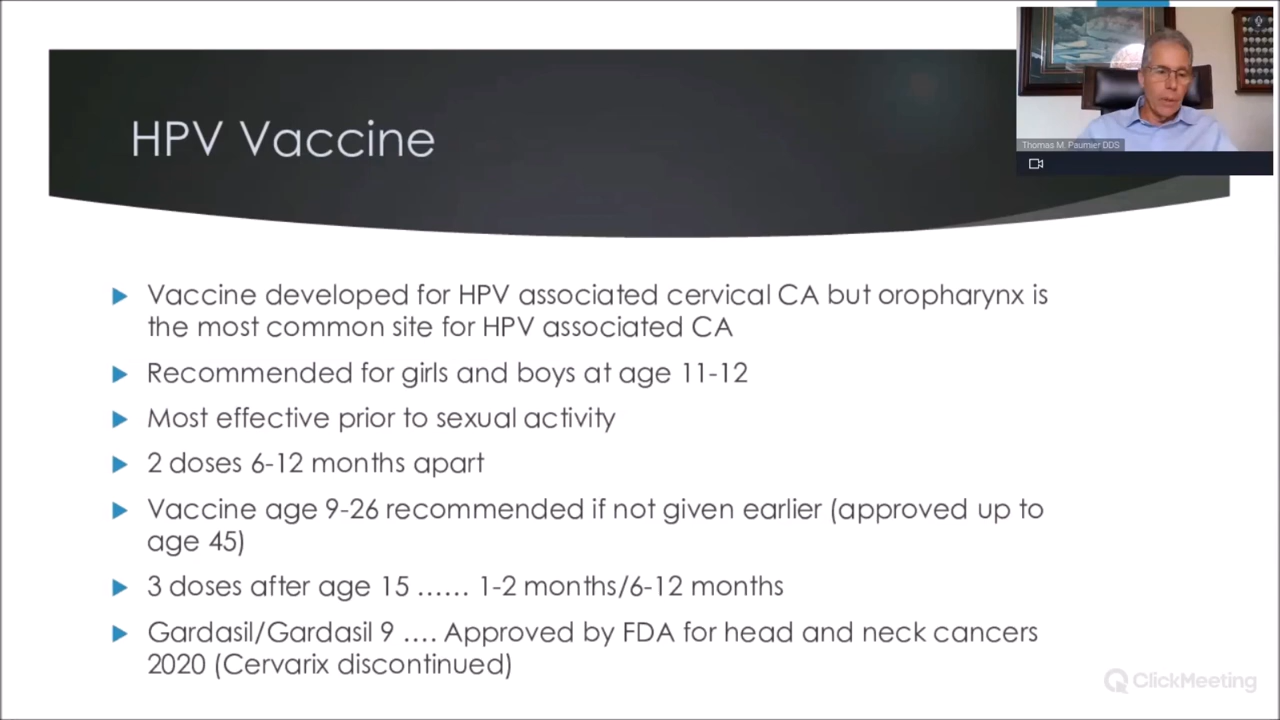 HPV Vaccine
Thomas M. Paumier DDS
Vaccine developed for HPV associated cervical CA but oropharynx is
the most common site for HPV associated CA
Recommended for girls and boys at age 11-12
Most effective prior to sexual activity
2 doses 6-12 months apart
Vaccine age 9-26 recommended if not given earlier (approved up to
age 45)
3 doses after age 15 ...... 1-2 months/6-12 months
Gardasil/Gardasil 9 .... Approved by FDA for head and neck cancers
2020 (Cervarix discontinued)
ClickMeeting